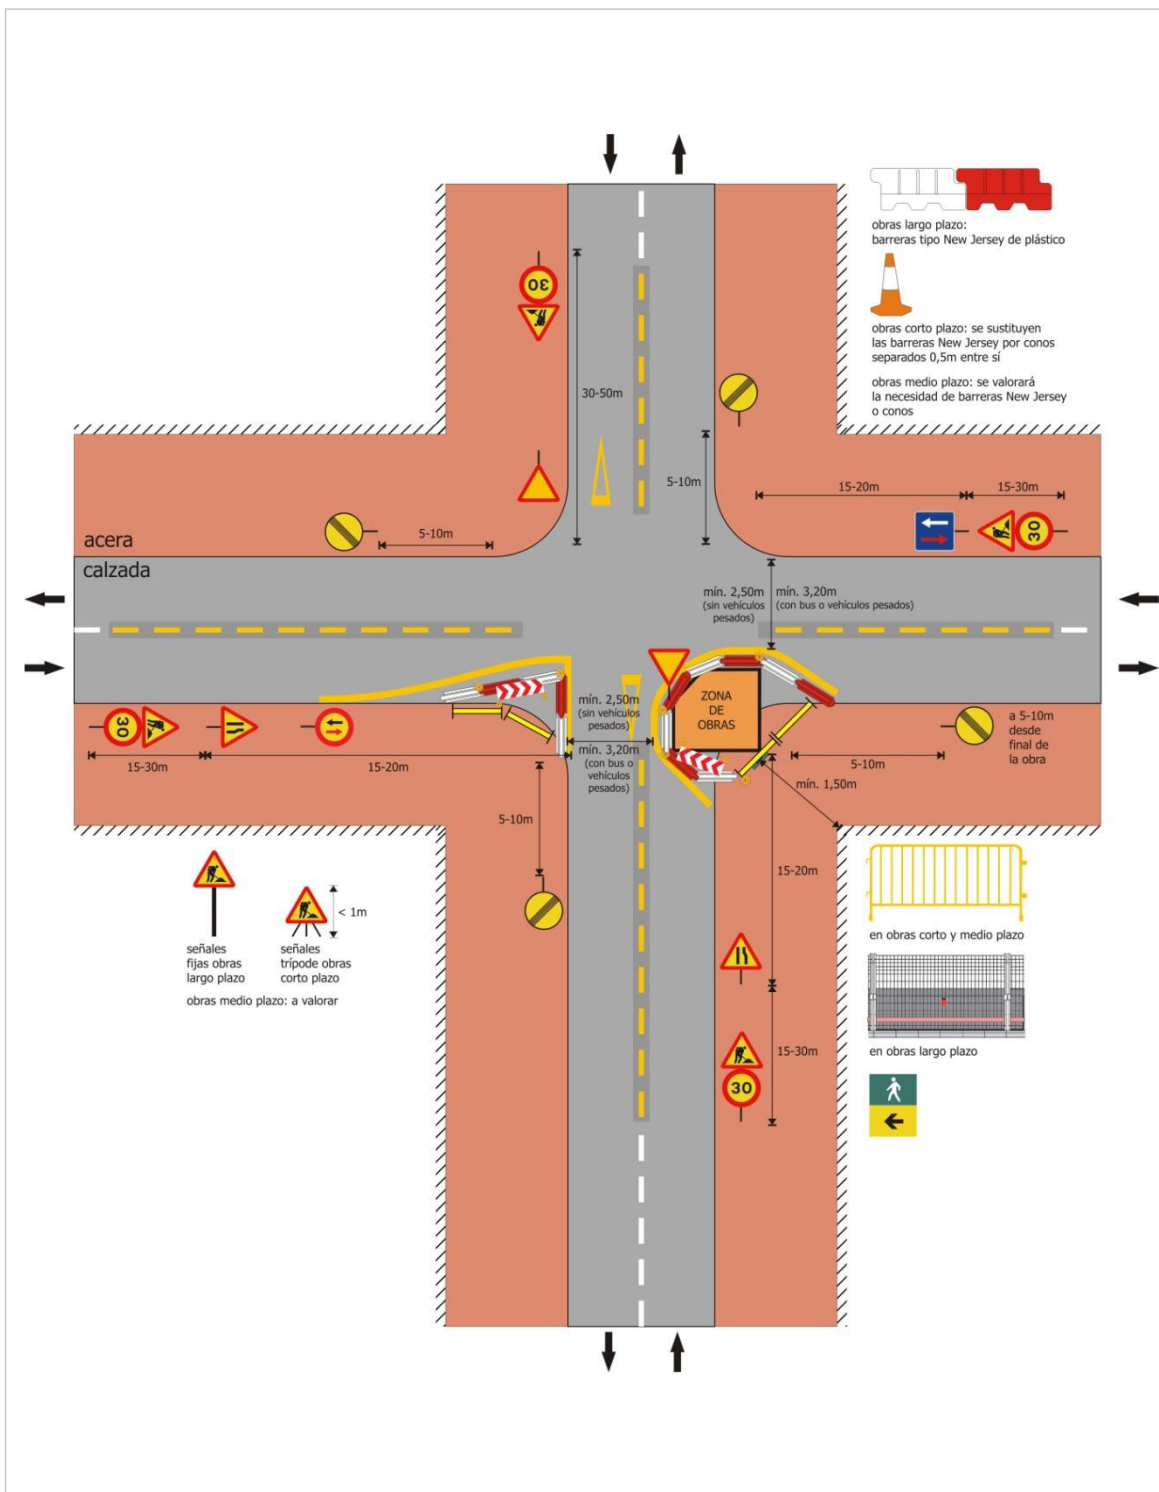 obras largo plazo:
barreras tipo New Jersey de plástico
30
obras corto plazo: se sustituyen
las barreras New Jersey por conos
separados 0,5m entre sí
obras medio plazo: se valorará
la necesidad de barreras New Jersey
o conos
30-50m
5-10m
15-20m
15-30m
30
5-10m
acera
calzada
mín. 2,50m
(sin vehículos
pesados)
mín. 3,20m
(con bus o vehículos pesados)
ZONA
DE
OBRAS
mín. 2,50m
(sin vehículos
pesados)
mín. 3,20m
(con bus o
vehículos
pesados)
30
15-30m
15-20m
a 5-10m
desde
final de
la obra
5-10m
mín. 1,50m
5-10m
15-20m
< 1m
señales
fijas obras
largo plazo
señales
trípode obras
corto plazo
obras medio plazo: a valorar
en obras corto y medio plazo
15-30m
30
en obras largo plazo